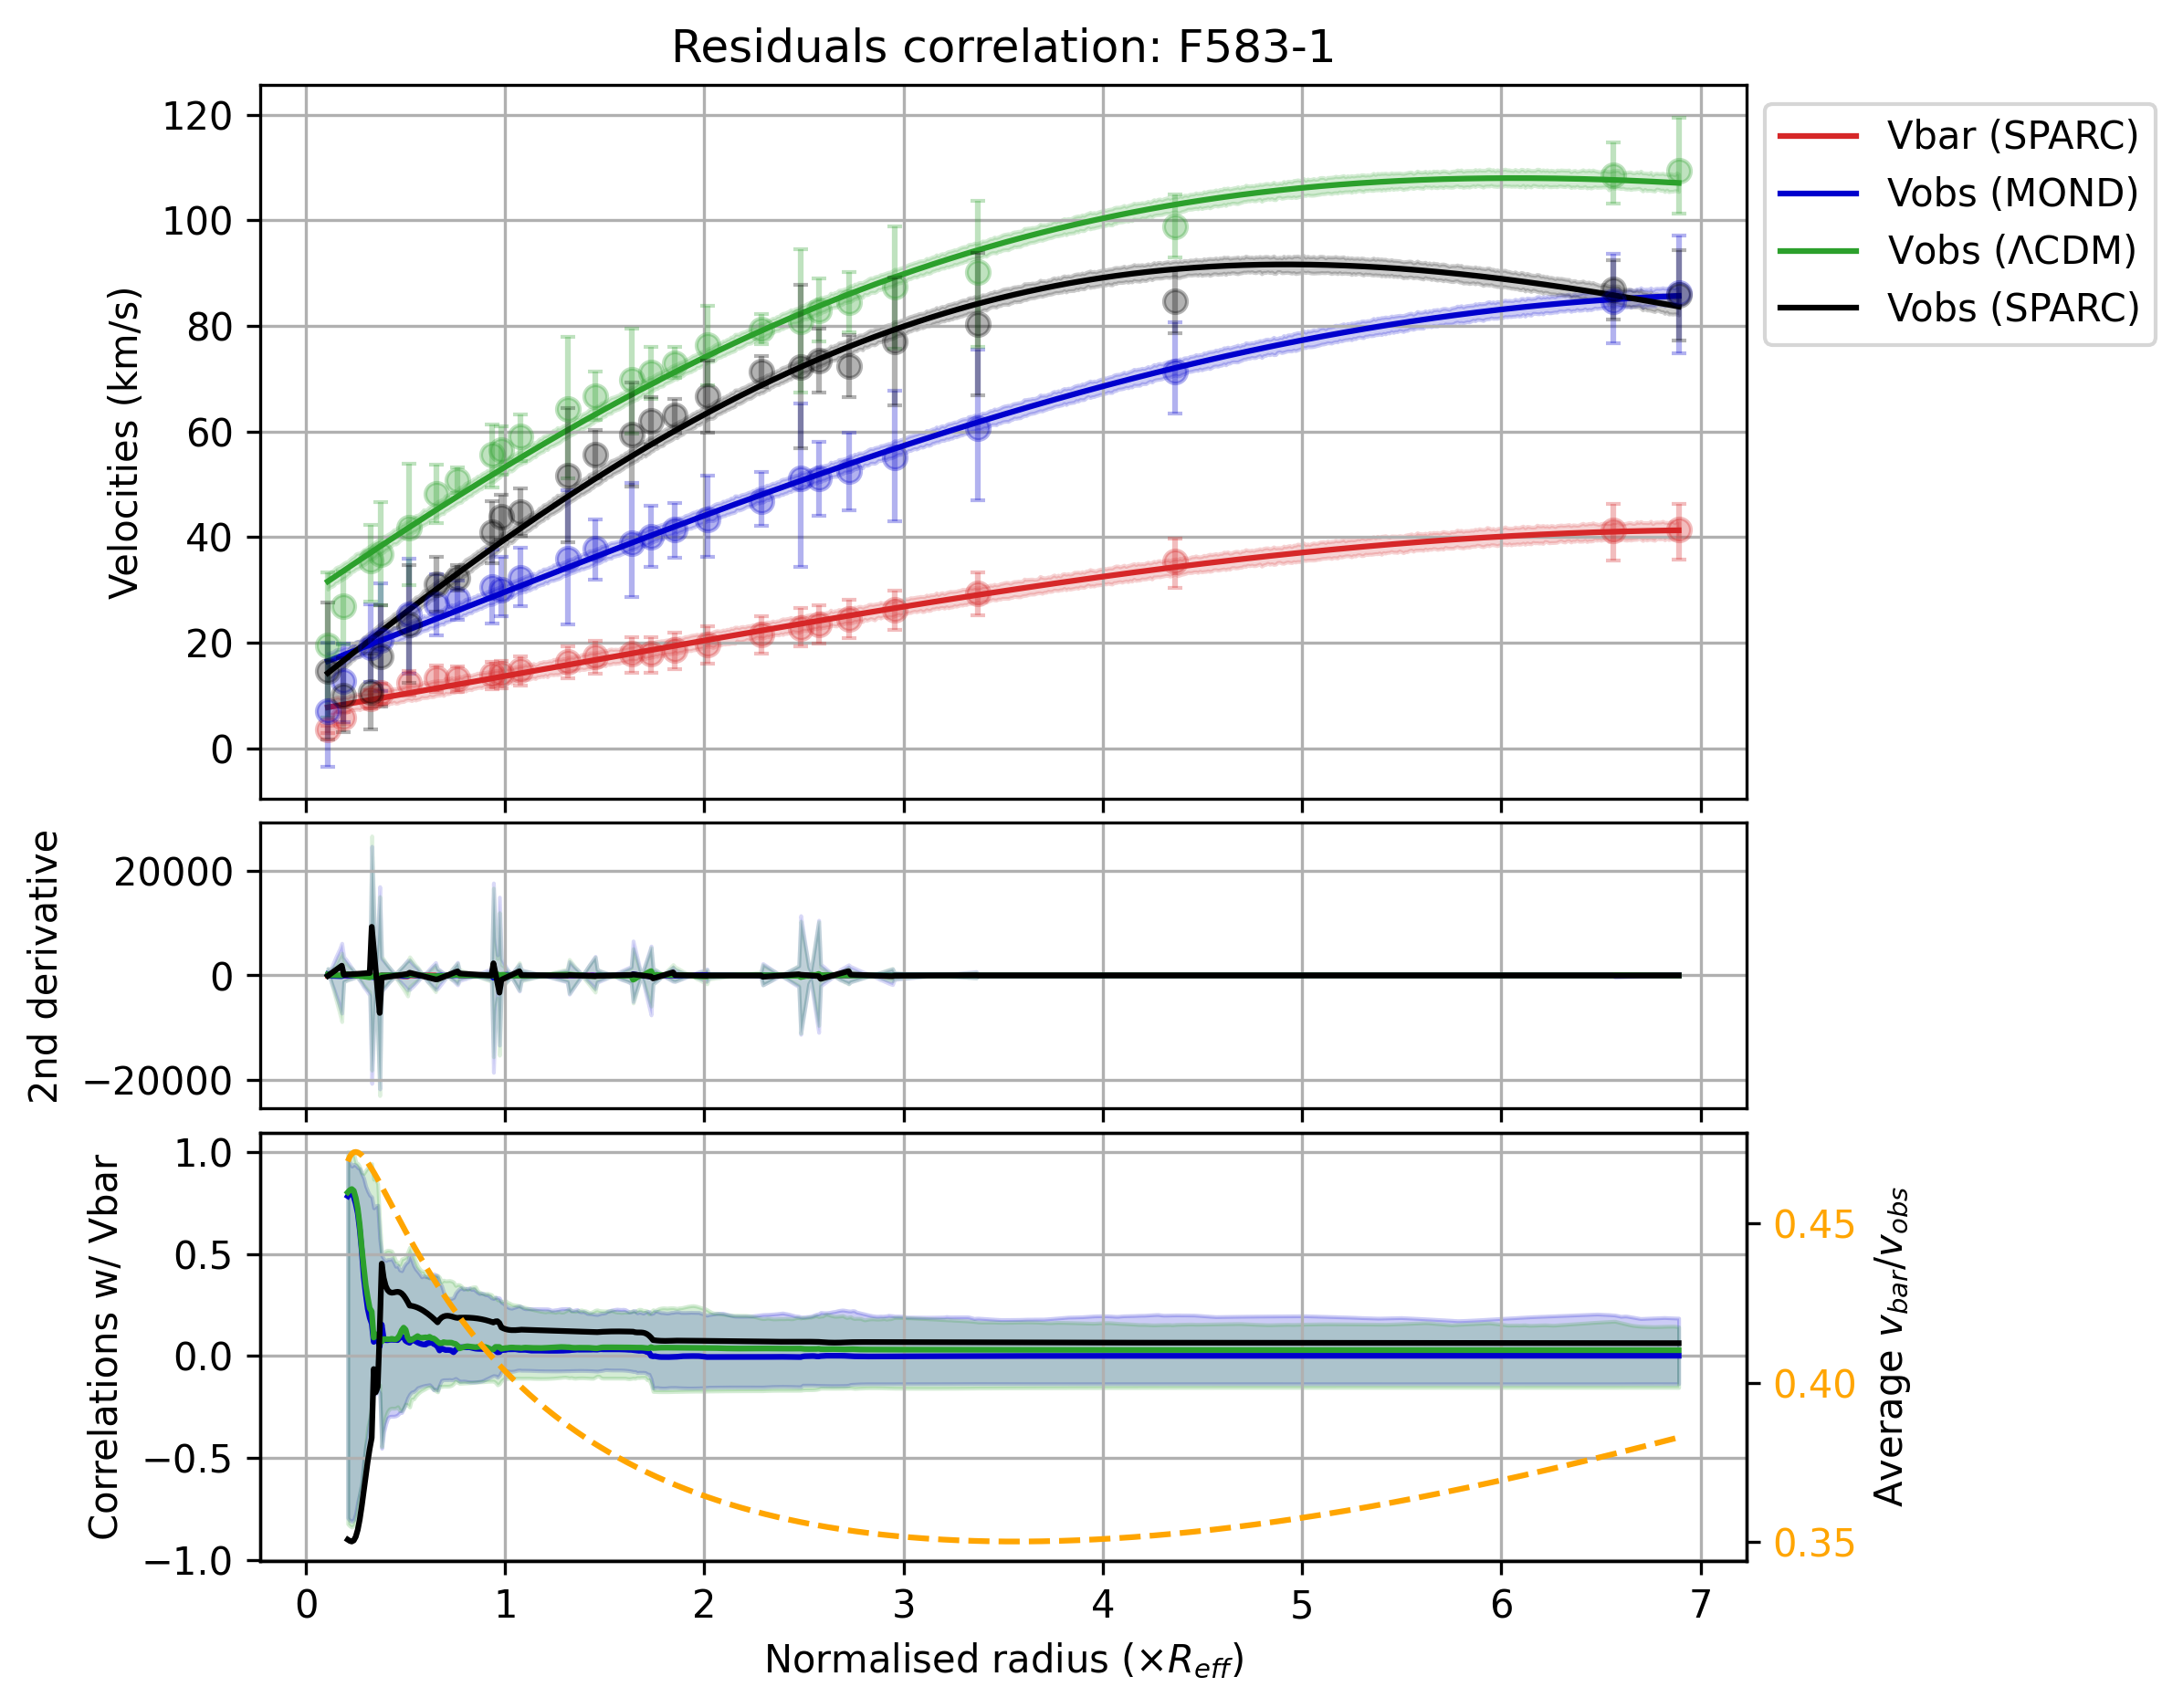 Residuals correlation: F583-1
120
100
80
60
40
20
0
Velocities (km/s)
Vbar (SPARC)
Vobs (MOND)
Vobs (ΛCDM)
Vobs (SPARC)
20000
0
−20000
2nd derivative
1.0
0.5
0.0
−0.5
−1.0
Correlations w/ Vbar
0.45
0.40
0.35
Average v_bar/v_obs
0 1 2 3 4 5 6 7
Normalised radius (×R_eff)